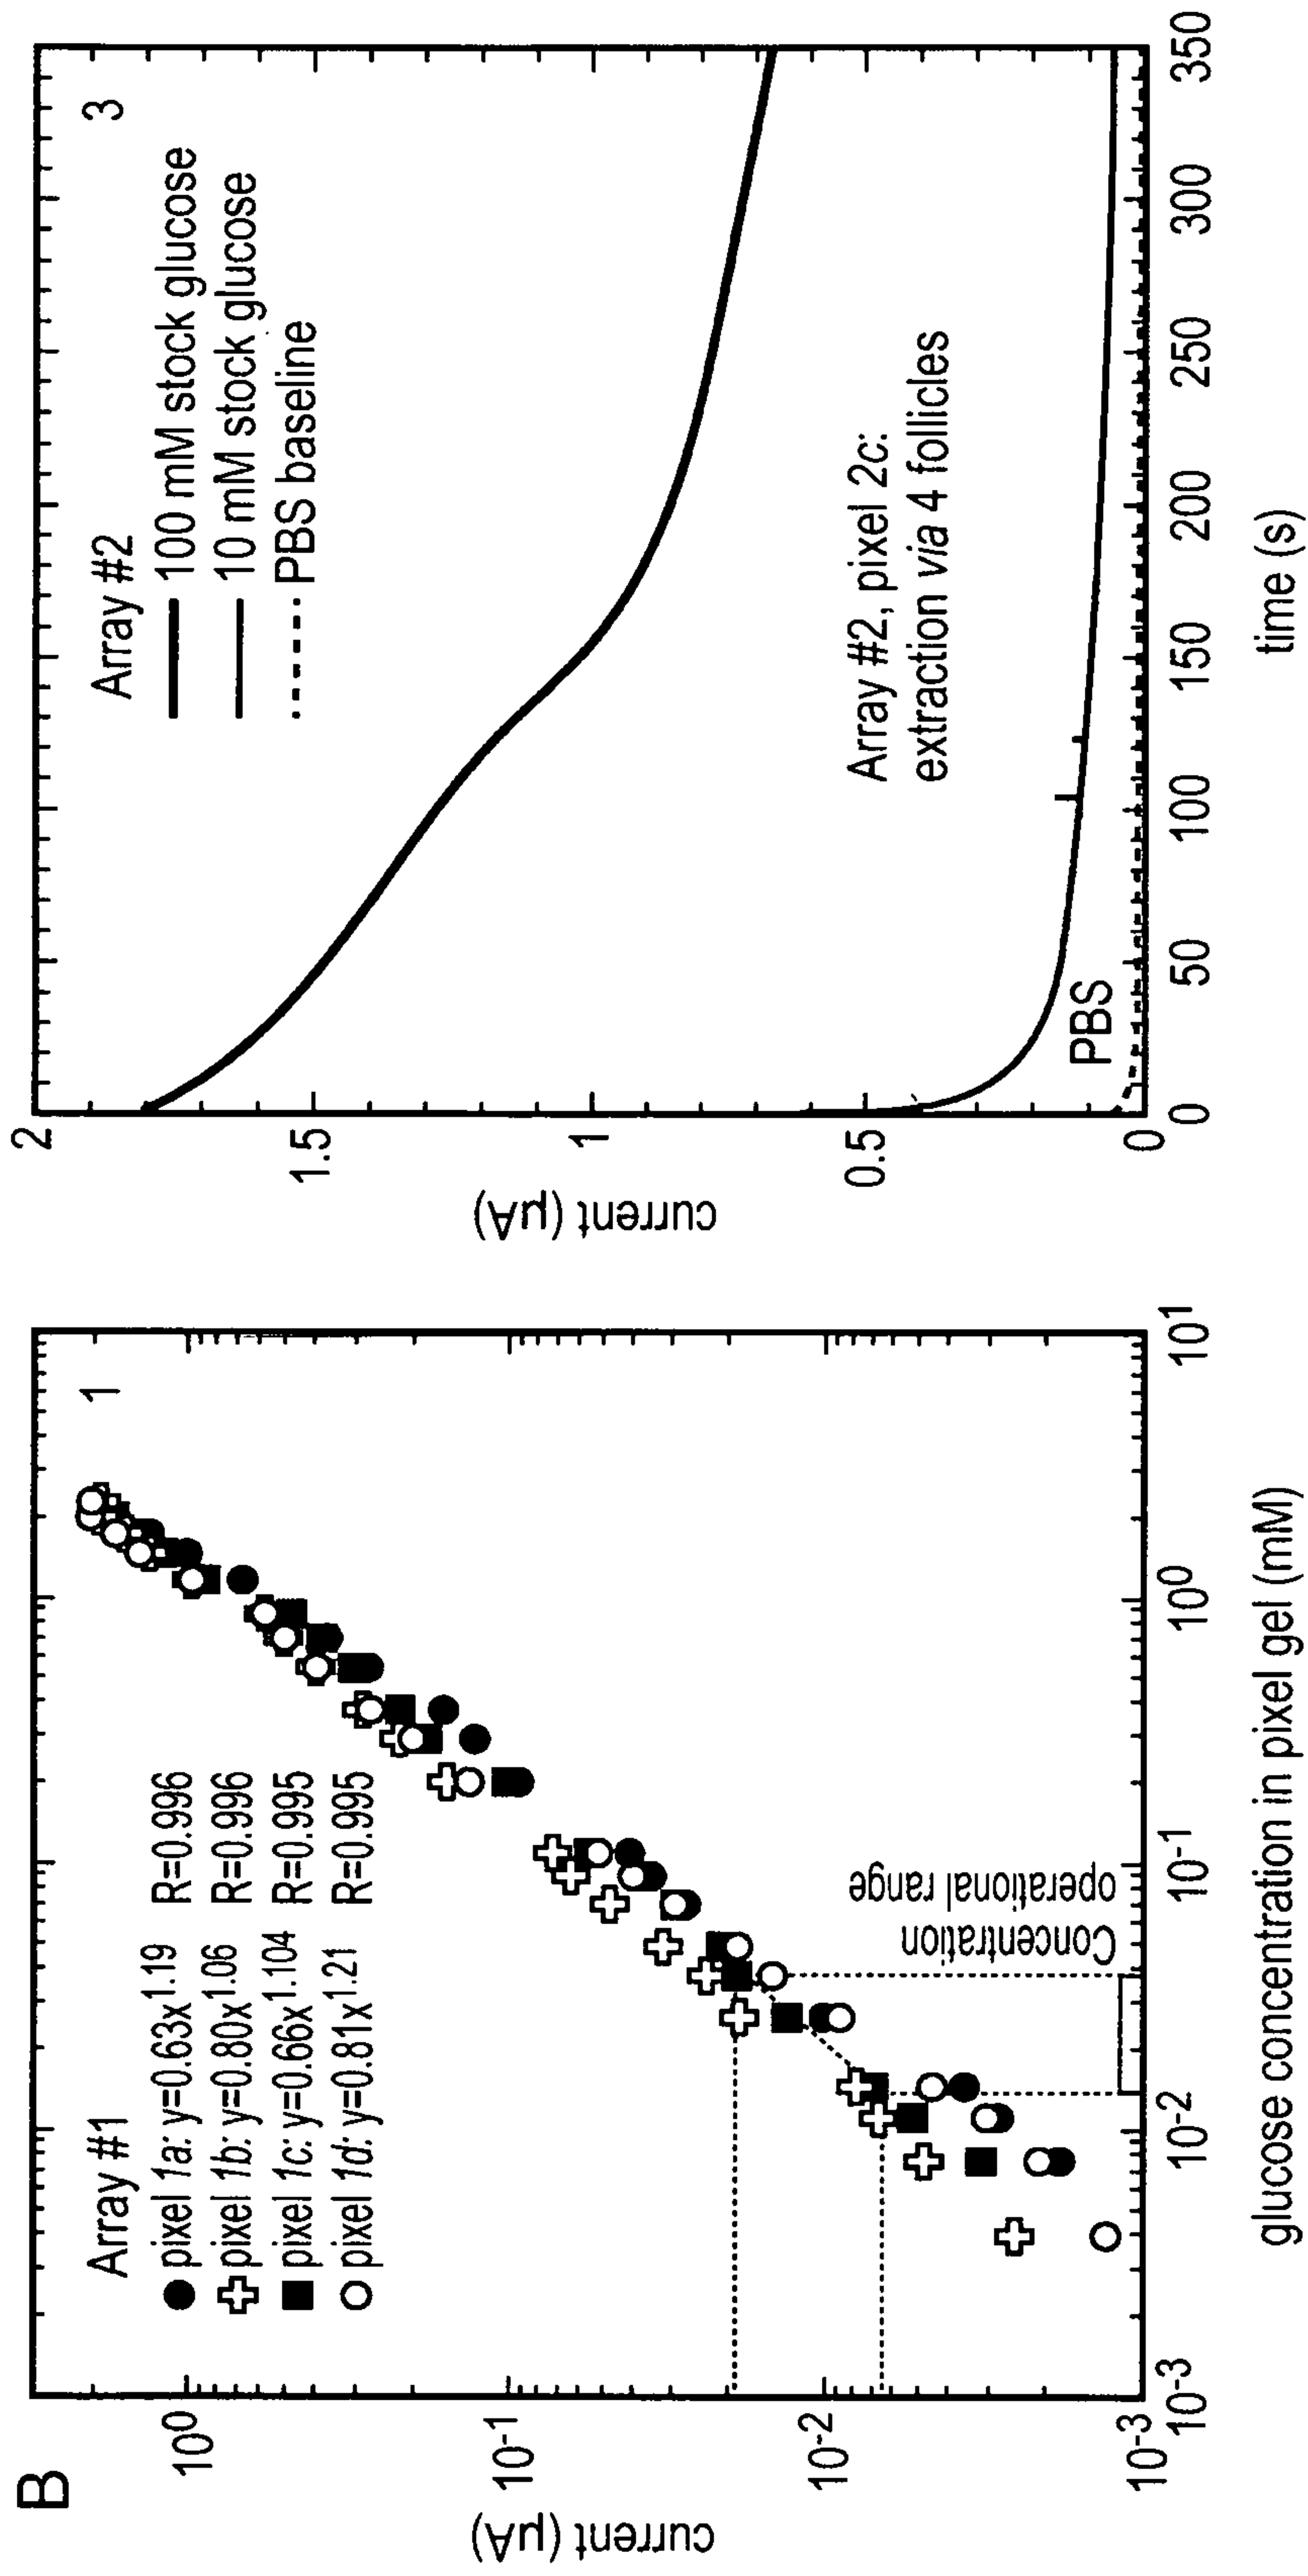 B
Array #1
pixel 1a: y=0.63x^1.19 R=0.996
pixel 1b: y=0.80x^1.06 R=0.996
pixel 1c: y=0.66x^1.104 R=0.995
pixel 1d: y=0.81x^1.21 R=0.995
1
current (µA)
10^0
10^-1
10^-2
10^-3
Concentration
operational range
10^-3 10^-2 10^-1 10^0 10^1
glucose concentration in pixel gel (mM)
Array #2
3
100 mM stock glucose
10 mM stock glucose
PBS baseline
current (µA)
2
1.5
1
0.5
0
Array #2, pixel 2c:
extraction via 4 follicles
PBS
0 50 100 150 200 250 300 350
time (s)